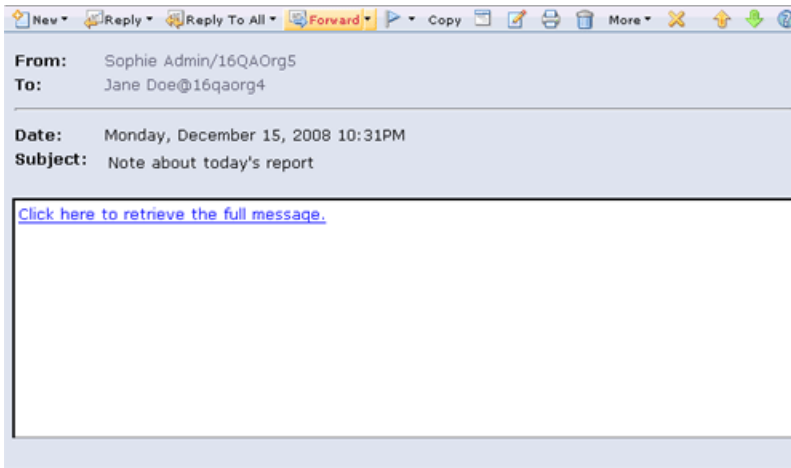 New Reply Reply To All Forward Copy More
From: Sophie Admin/16QAOrg5
To: Jane Doe@16qaorg4
Date: Monday, December 15, 2008 10:31PM
Subject: Note about today's report
Click here to retrieve the full message.